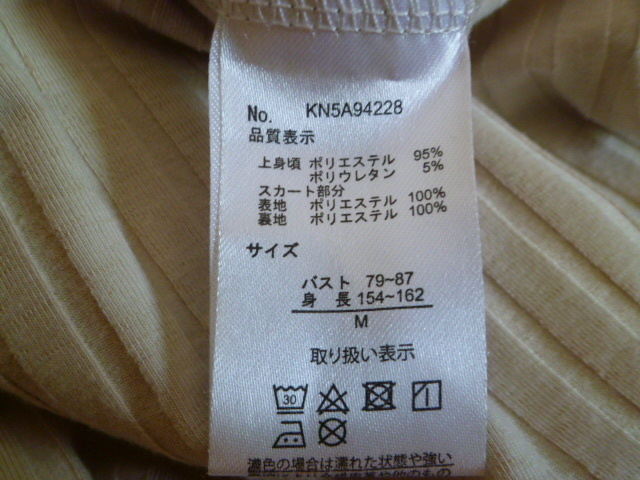 No. KN5A94228
品質表示
上身頃 ポリエステル 95%
ポリウレタン 5%
スカート部分
表地 ポリエステル 100%
裏地 ポリエステル 100%
サイズ
バスト 79~87
身 長 154~162
M
取り扱い表示
30
濃色の場合は濡れた状態や強い